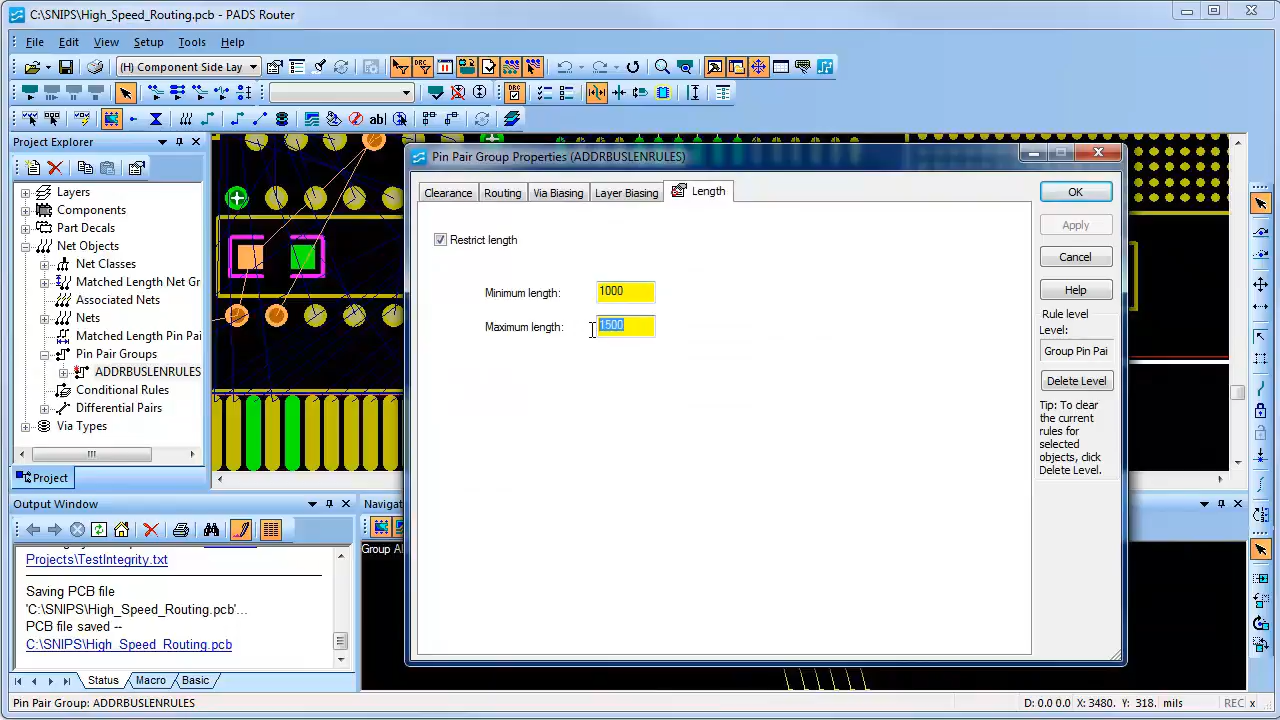 C:\SNIPS\High_Speed_Routing.pcb - PADS Router
File Edit View Setup Tools Help
(H) Component Side Lay
DRC
DRC
ab|
Project Explorer
Layers
Components
Part Decals
Net Objects
Net Classes
Matched Length Net Gr
Associated Nets
Nets
Matched Length Pin Pai
Pin Pair Groups
ADDRBUSLENRULES
Conditional Rules
Differential Pairs
Via Types
Project
Pin Pair Group Properties (ADDRBUSLENRULES)
Clearance Routing Via Biasing Layer Biasing Length
Restrict length
Minimum length: 1000
Maximum length: 1500
OK
Apply
Cancel
Help
Rule level
Level:
Group Pin Pai
Delete Level
Tip: To clear
the current
rules for
selected
objects, click
Delete Level.
Output Window
Projects\TestIntegrity.txt
Saving PCB file
'C:\SNIPS\High_Speed_Routing.pcb'...
PCB file saved --
C:\SNIPS\High_Speed_Routing.pcb
Status Macro Basic
Navigat
Group Al
Pin Pair Group: ADDRBUSLENRULES
D: 0.0 0.0 X: 3480. Y: 318. mils REC x